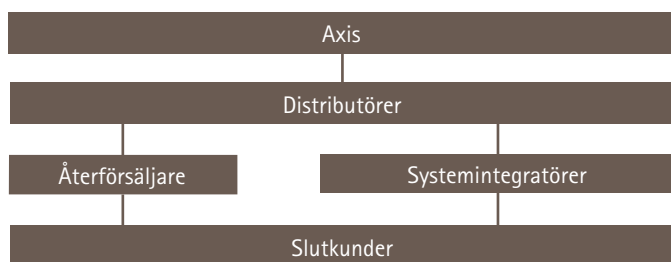 Axis
Distributörer
Återförsäljare
Systemintegratörer
Slutkunder